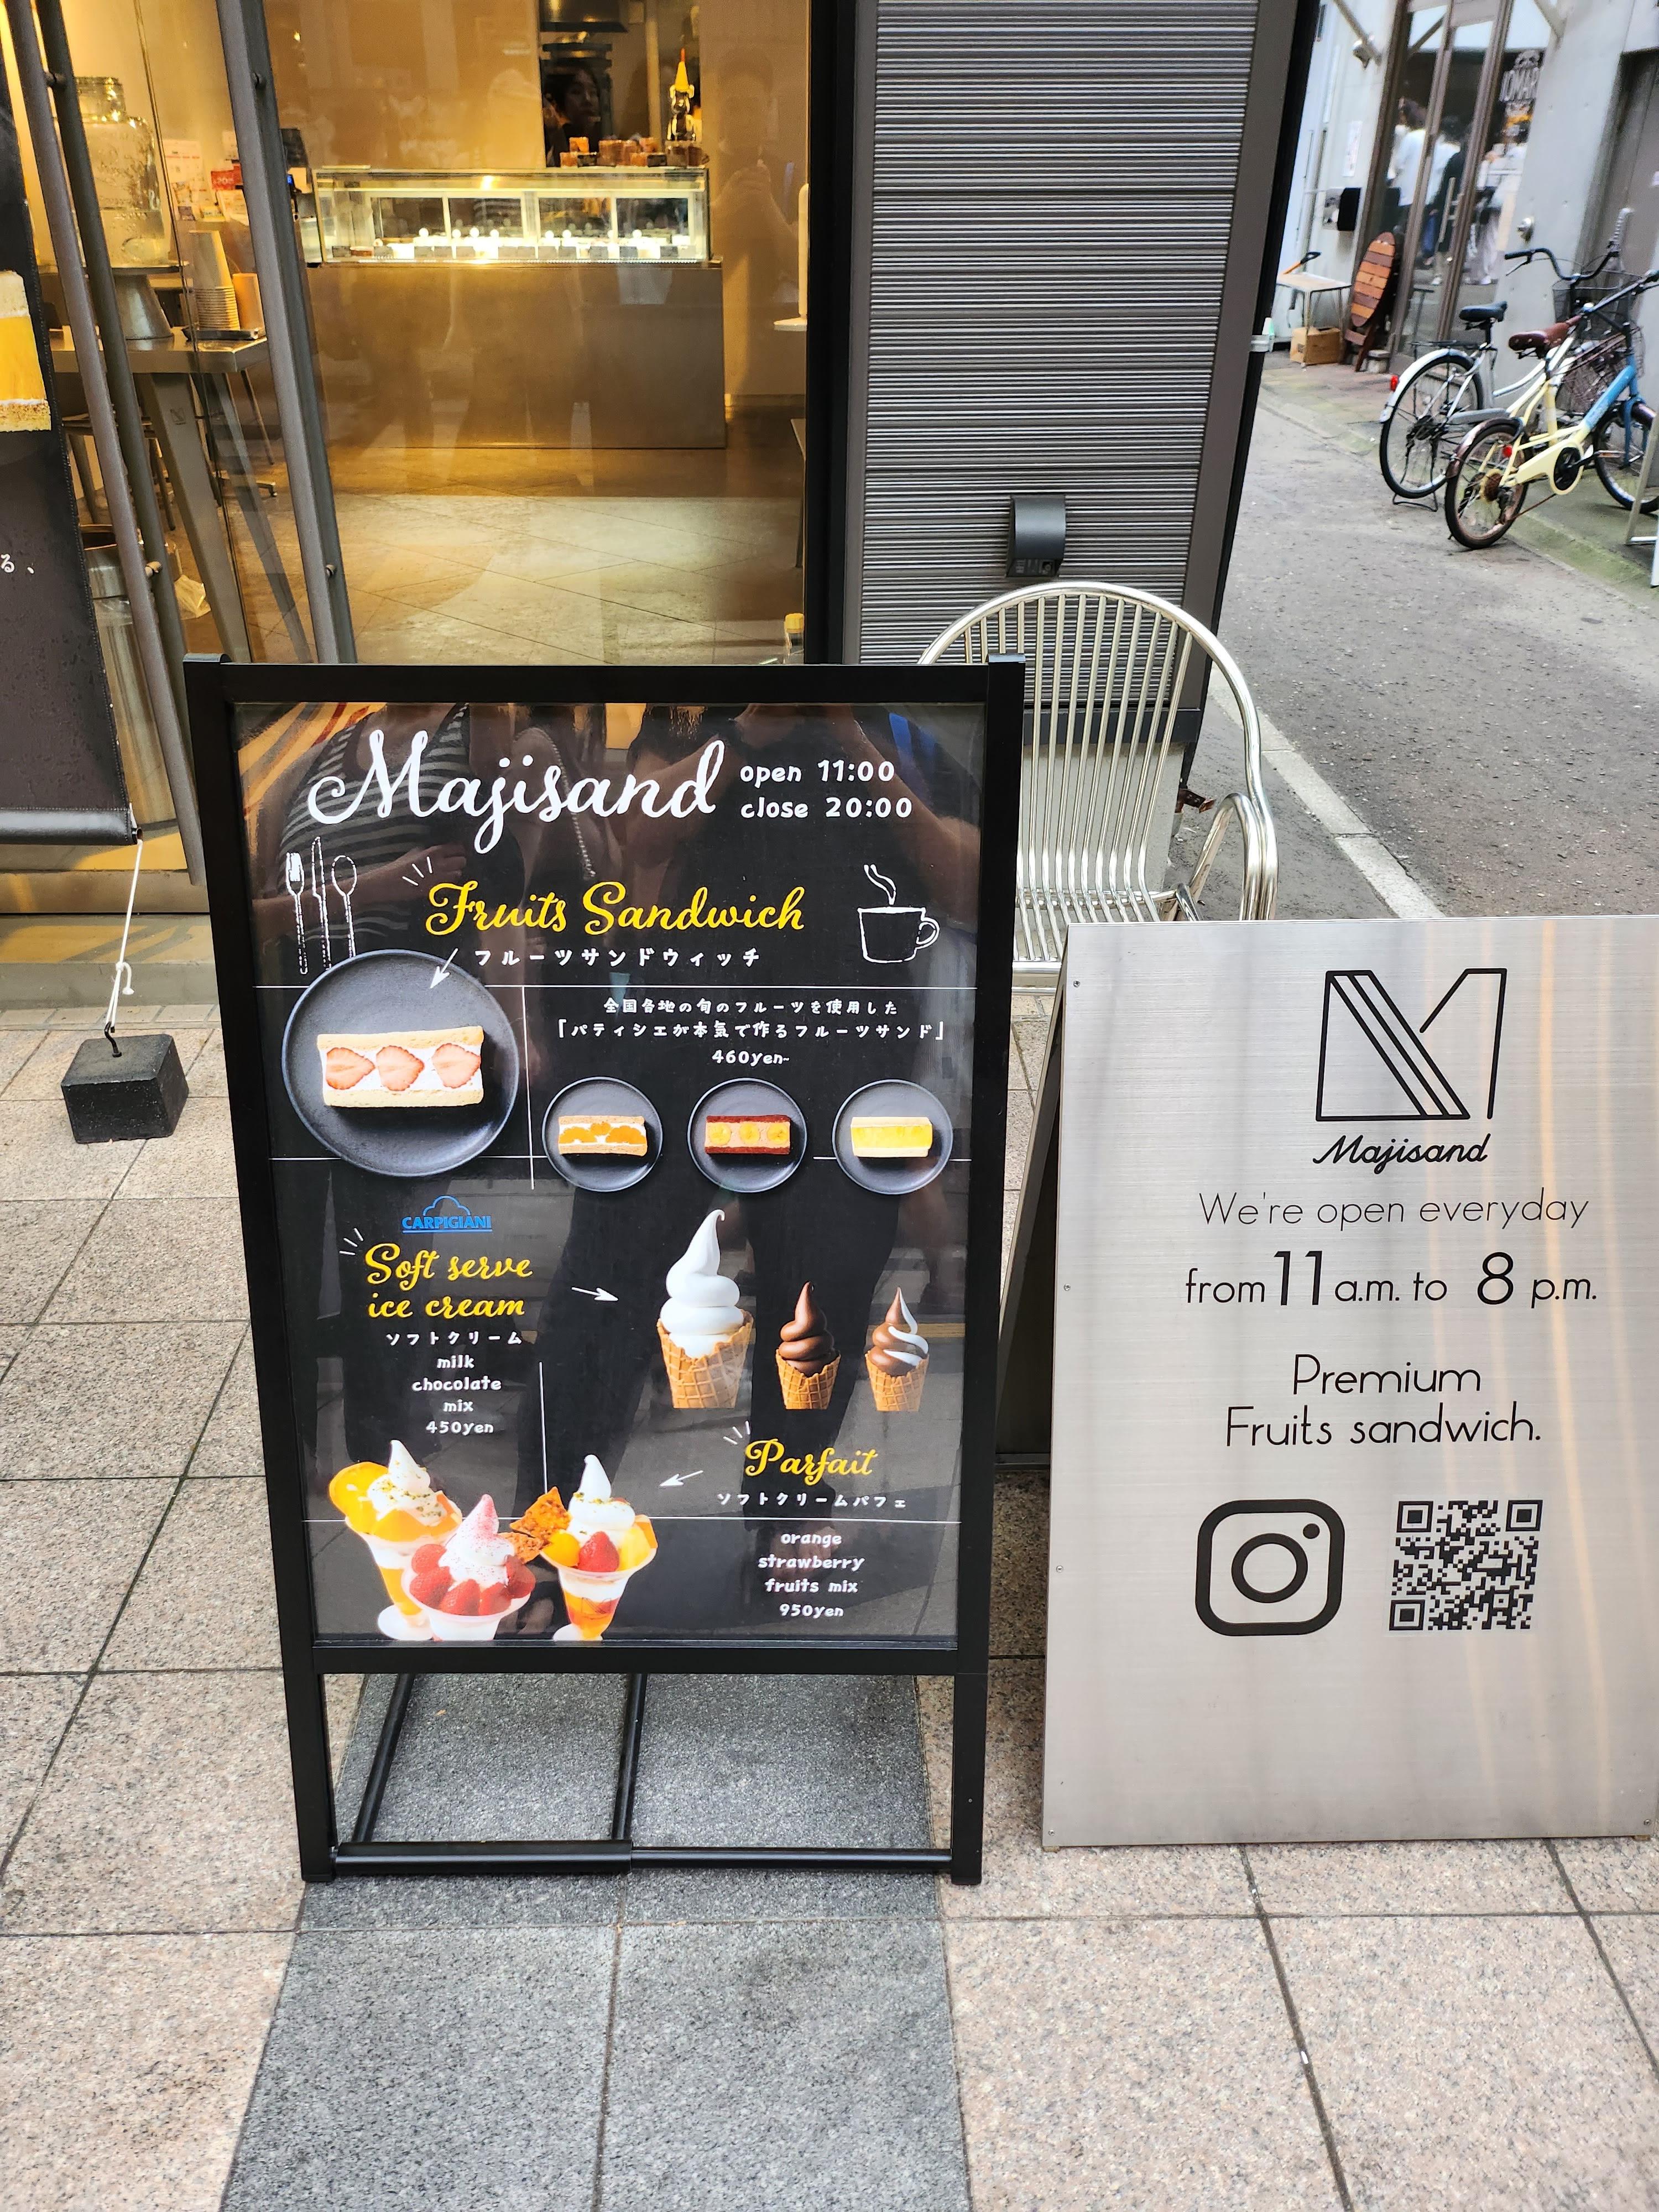 Majisand
open 11:00
close 20:00
Fruits Sandwich
フルーツサンドウィッチ
全国各地の旬のフルーツを使用した
「パティシエが本気で作るフルーツサンド」
460yen~
CARPIGIANI
Soft serve
ice cream
ソフトクリーム
milk
chocolate
mix
450yen
Parfait
ソフトクリームパフェ
orange
strawberry
fruits mix
950yen
Majisand
We're open everyday
from 11 a.m. to 8 p.m.
Premium
Fruits sandwich.
る、